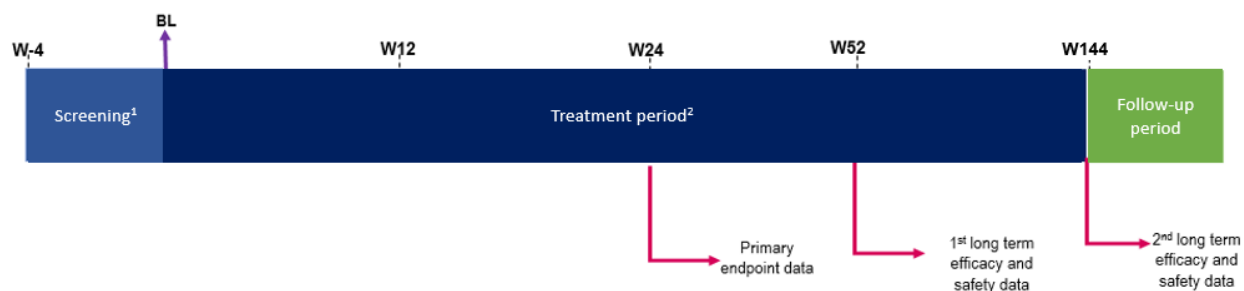 BL
W-4
W12
W24
W52
W144
Screening¹
Treatment period²
Follow-up
period
Primary
endpoint data
1st long term
efficacy and
safety data
2nd long term
efficacy and
safety data